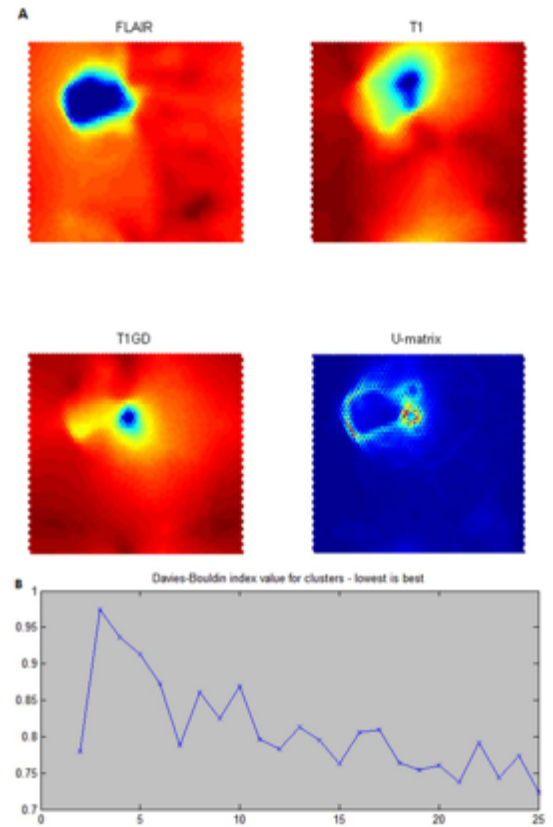 A
FLAIR T1
T1GD U-matrix
B Davies-Bouldin index value for clusters - lowest is best
1
0.95
0.9
0.85
0.8
0.75
0.7
0 5 10 15 20 25